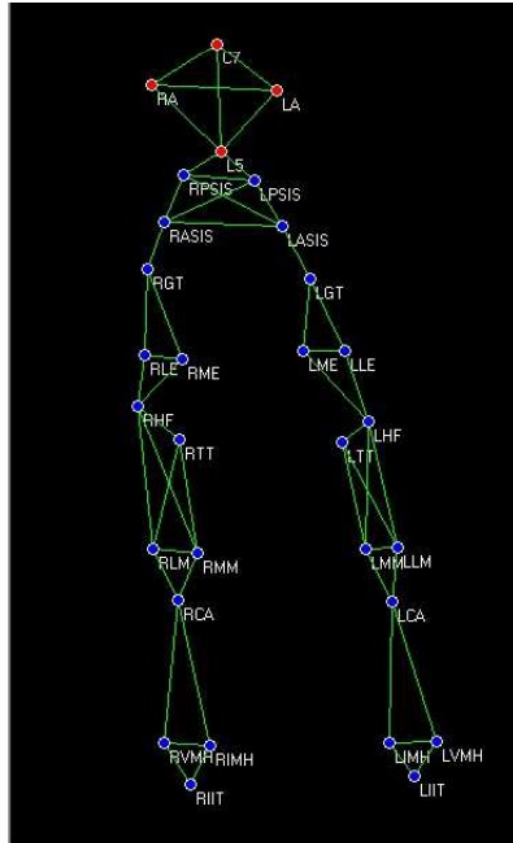 C7
RA
LA
L5
RPSIS
LPSIS
RASIS
LASIS
RGT
LGT
RLE
RME
LME
LLE
RHF
LHF
RTT
LTT
RLM
RMM
LMM
LLM
RCA
LCA
RVMH
RIMH
LIMH
LVMH
RIIT
LIIT